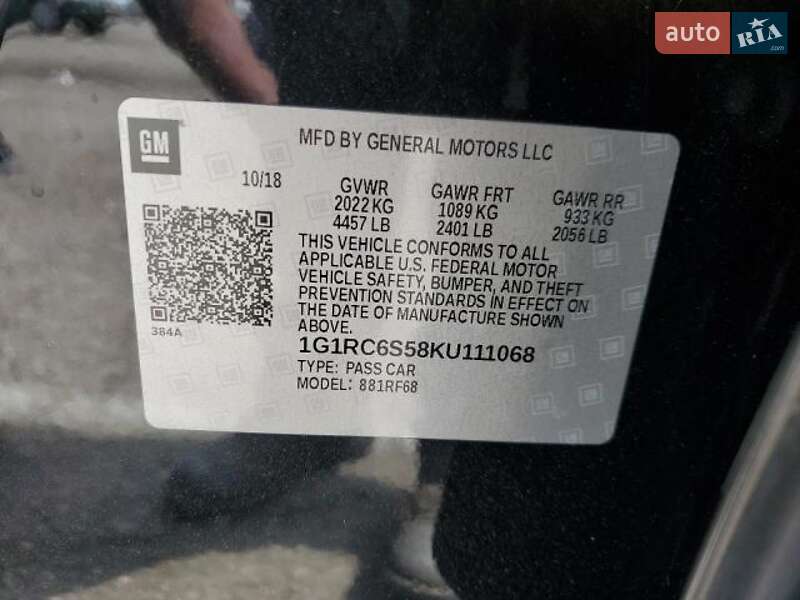 auto RIA.com
GM
MFD BY GENERAL MOTORS LLC
10/18 GVWR GAWR FRT GAWR RR
2022 KG 1089 KG 933 KG
4457 LB 2401 LB 2056 LB
THIS VEHICLE CONFORMS TO ALL
APPLICABLE U.S. FEDERAL MOTOR
VEHICLE SAFETY, BUMPER, AND THEFT
PREVENTION STANDARDS IN EFFECT ON
THE DATE OF MANUFACTURE SHOWN
ABOVE.
384A
1G1RC6S58KU111068
TYPE: PASS CAR
MODEL: 881RF68